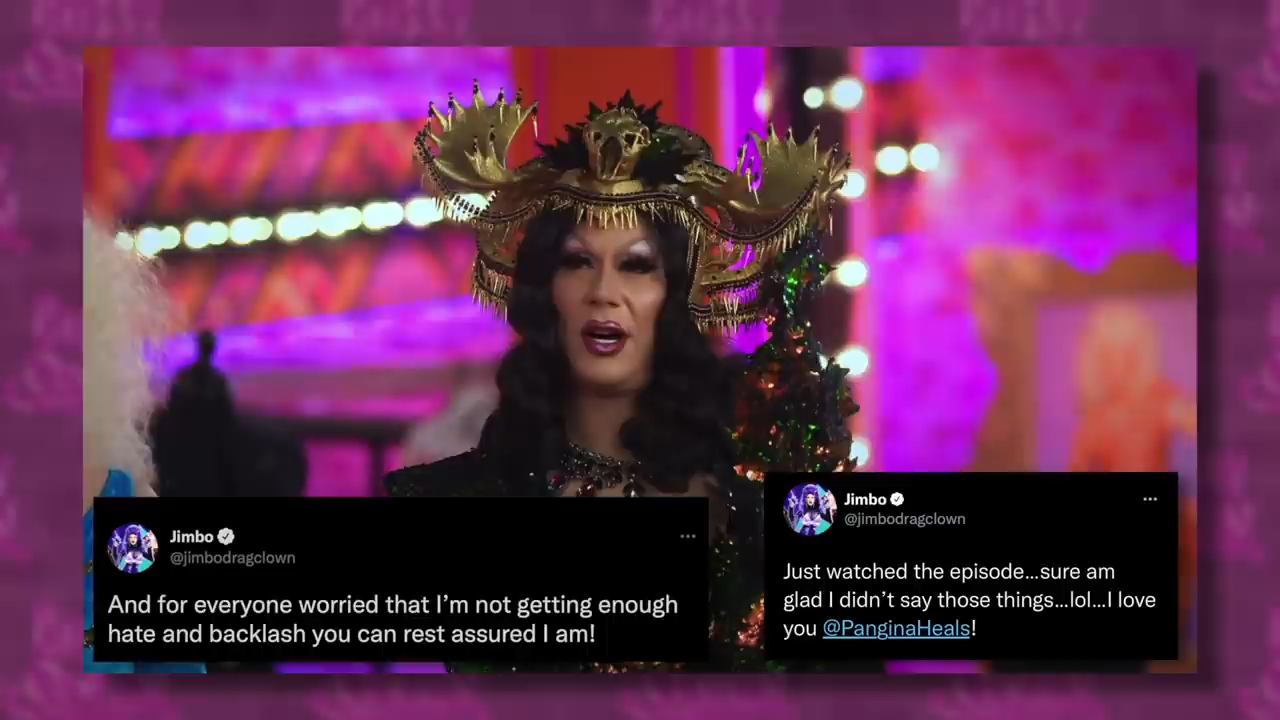 Jimbo
@jimbodragclown
And for everyone worried that I’m not getting enough
hate and backlash you can rest assured I am!
Jimbo
@jimbodragclown
Just watched the episode...sure am
glad I didn’t say those things...lol...I love
you @PanginaHeals!